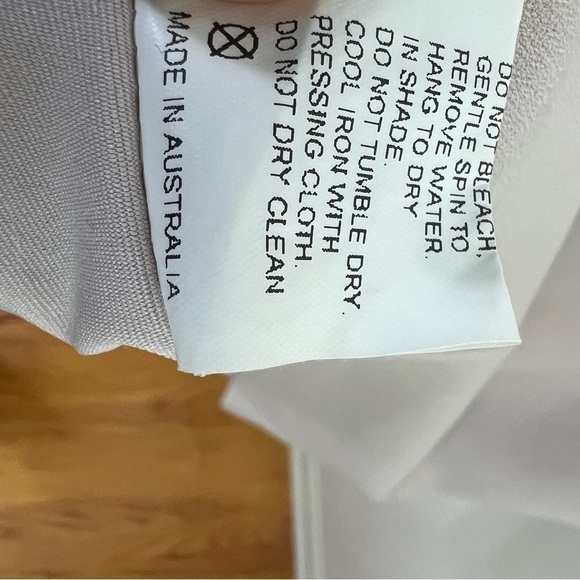 DO NOT BLEACH,
GENTLE SPIN TO
REMOVE WATER.
HANG TO DRY
IN SHADE.
DO NOT TUMBLE DRY.
COOL IRON WITH
PRESSING CLOTH.
DO NOT DRY CLEAN
MADE IN AUSTRALIA